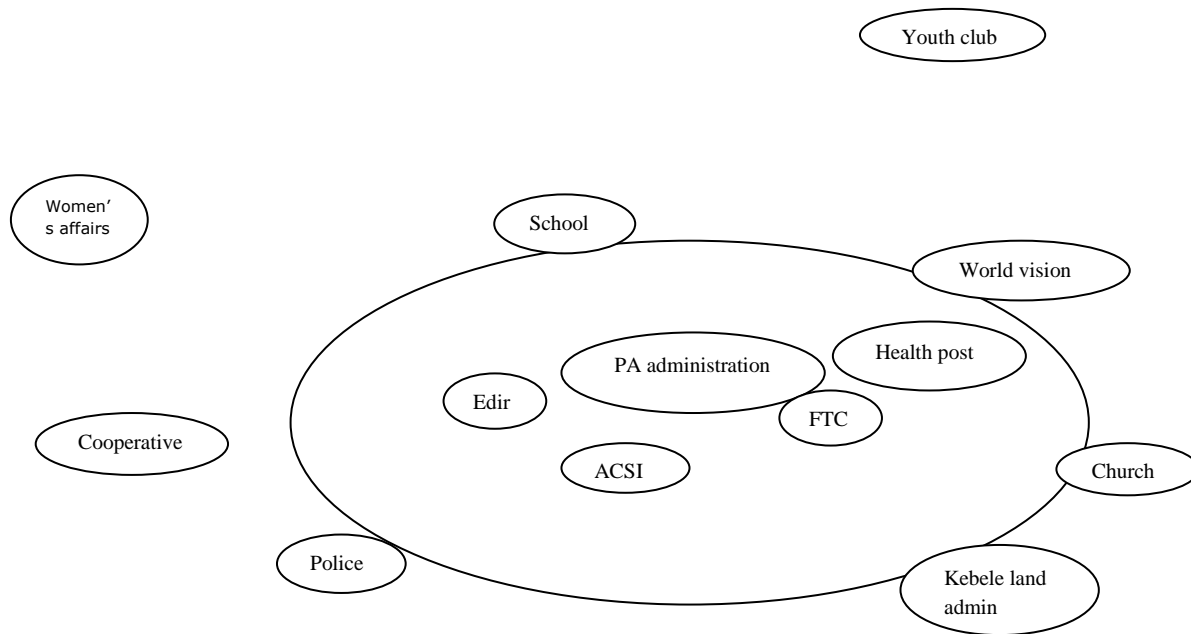 Youth club
Women’
s affairs
School
World vision
PA administration
Health post
Edir
FTC
Cooperative
ACSI
Church
Police
Kebele land
admin